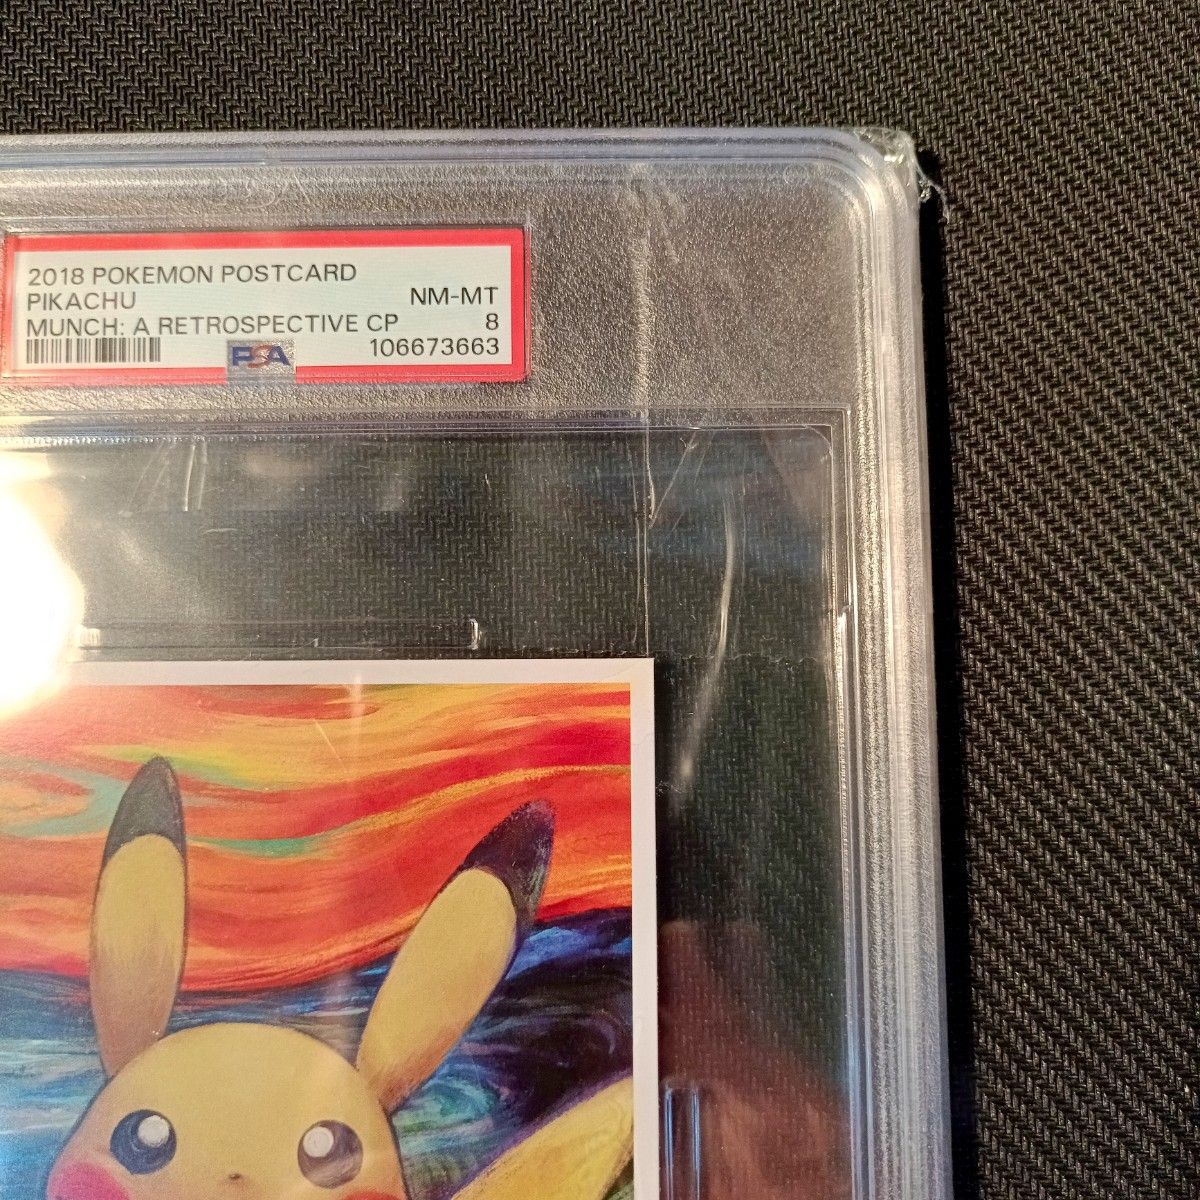 2018 POKEMON POSTCARD
PIKACHU NM-MT
MUNCH: A RETROSPECTIVE CP 8
PSA 106673663